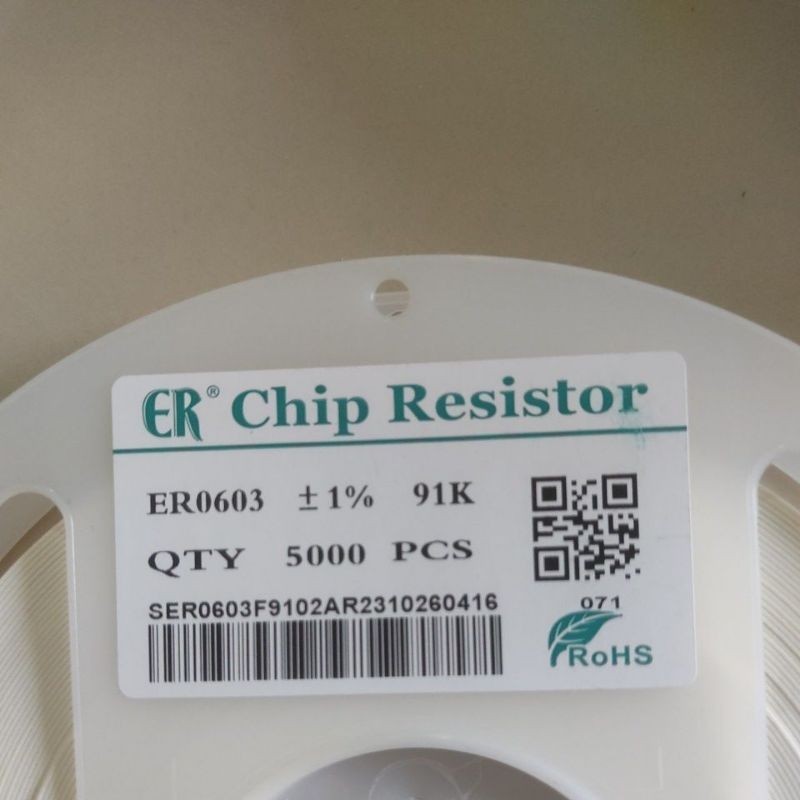 ER® Chip Resistor
ER0603 ±1% 91K
QTY 5000 PCS
SER0603F9102AR2310260416
071
RoHS